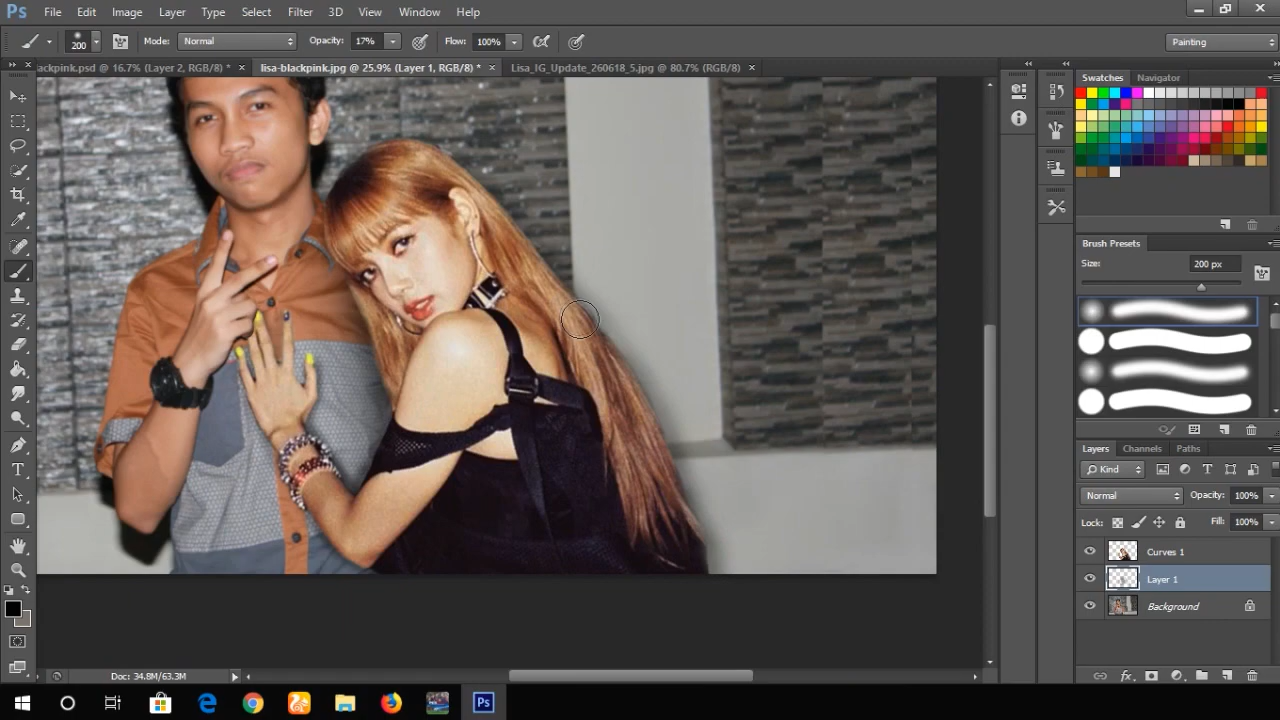 Ps File Edit Image Layer Type Select Filter 3D View Window Help
200 Mode: Normal Opacity: 17% Flow: 100% Painting
ackpink.psd @ 16.7% (Layer 2, RGB/8) * × lisa-blackpink.jpg @ 25.9% (Layer 1, RGB/8) * × Lisa_IG_Update_260618_5.jpg @ 80.7% (RGB/8) ×
Swatches Navigator
Brush Presets
Size: 200 px
Layers Channels Paths
Kind
Normal Opacity: 100%
Lock: Fill: 100%
Curves 1
Layer 1
Background
Doc: 34.8M/63.3M
Ps